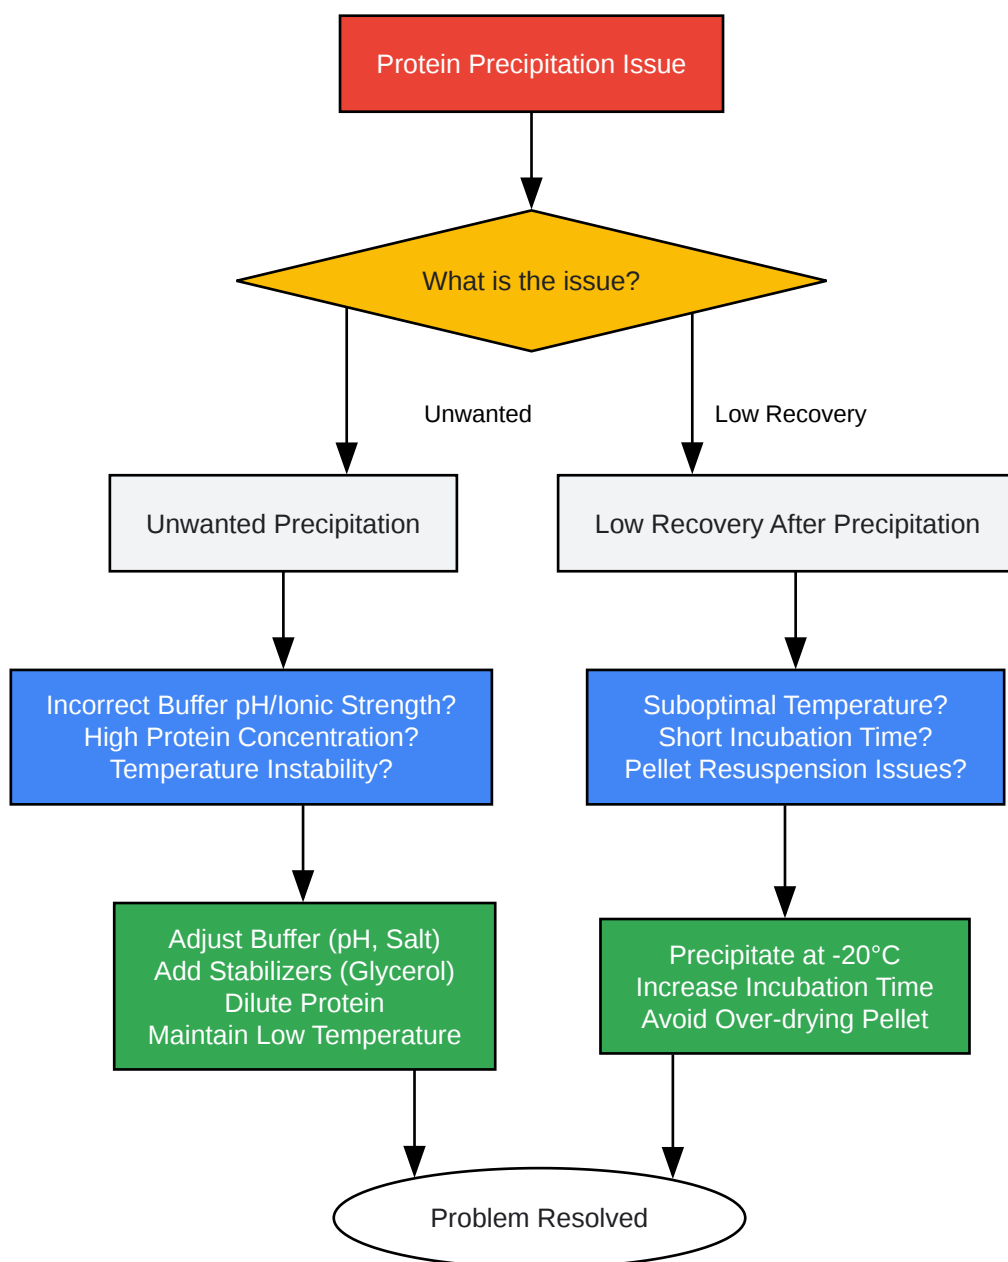 Protein Precipitation Issue
What is the issue?
Unwanted
Low Recovery
Unwanted Precipitation
Low Recovery After Precipitation
Incorrect Buffer pH/Ionic Strength?
High Protein Concentration?
Temperature Instability?
Suboptimal Temperature?
Short Incubation Time?
Pellet Resuspension Issues?
Adjust Buffer (pH, Salt)
Add Stabilizers (Glycerol)
Dilute Protein
Maintain Low Temperature
Precipitate at -20°C
Increase Incubation Time
Avoid Over-drying Pellet
Problem Resolved